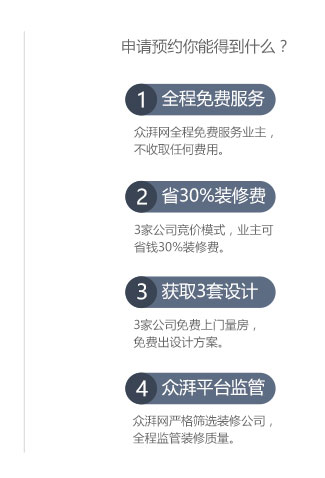 申请预约你能得到什么？
1 全程免费服务
众湃网全程免费服务业主，
不收取任何费用。
2 省30%装修费
3家公司竞价模式，业主可
省钱30%装修费。
3 获取3套设计
3家公司免费上门量房，
免费出设计方案。
4 众湃平台监管
众湃网严格筛选装修公司，
全程监管装修质量。